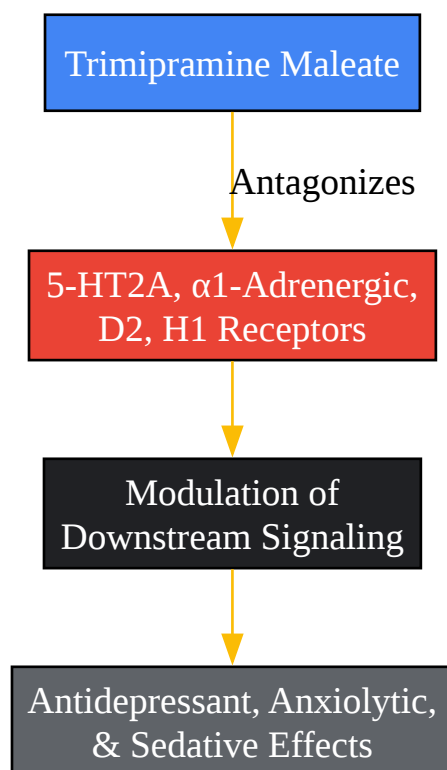 Trimipramine Maleate
Antagonizes
5-HT2A, α1-Adrenergic,
D2, H1 Receptors
Modulation of
Downstream Signaling
Antidepressant, Anxiolytic,
& Sedative Effects